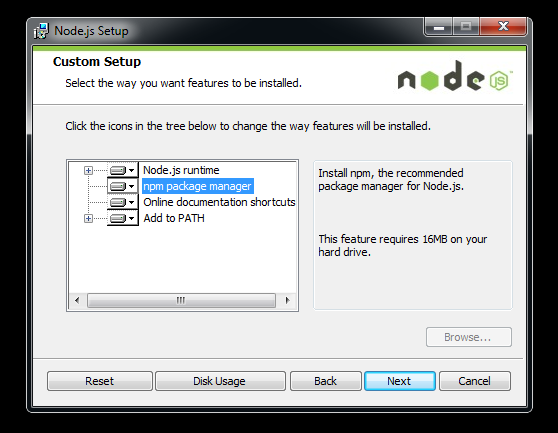 Node.js Setup
Custom Setup
Select the way you want features to be installed.
node
JS
Click the icons in the tree below to change the way features will be installed.
Node.js runtime
npm package manager
Online documentation shortcuts
Add to PATH
Install npm, the recommended
package manager for Node.js.
This feature requires 16MB on your
hard drive.
Browse...
Reset
Disk Usage
Back
Next
Cancel